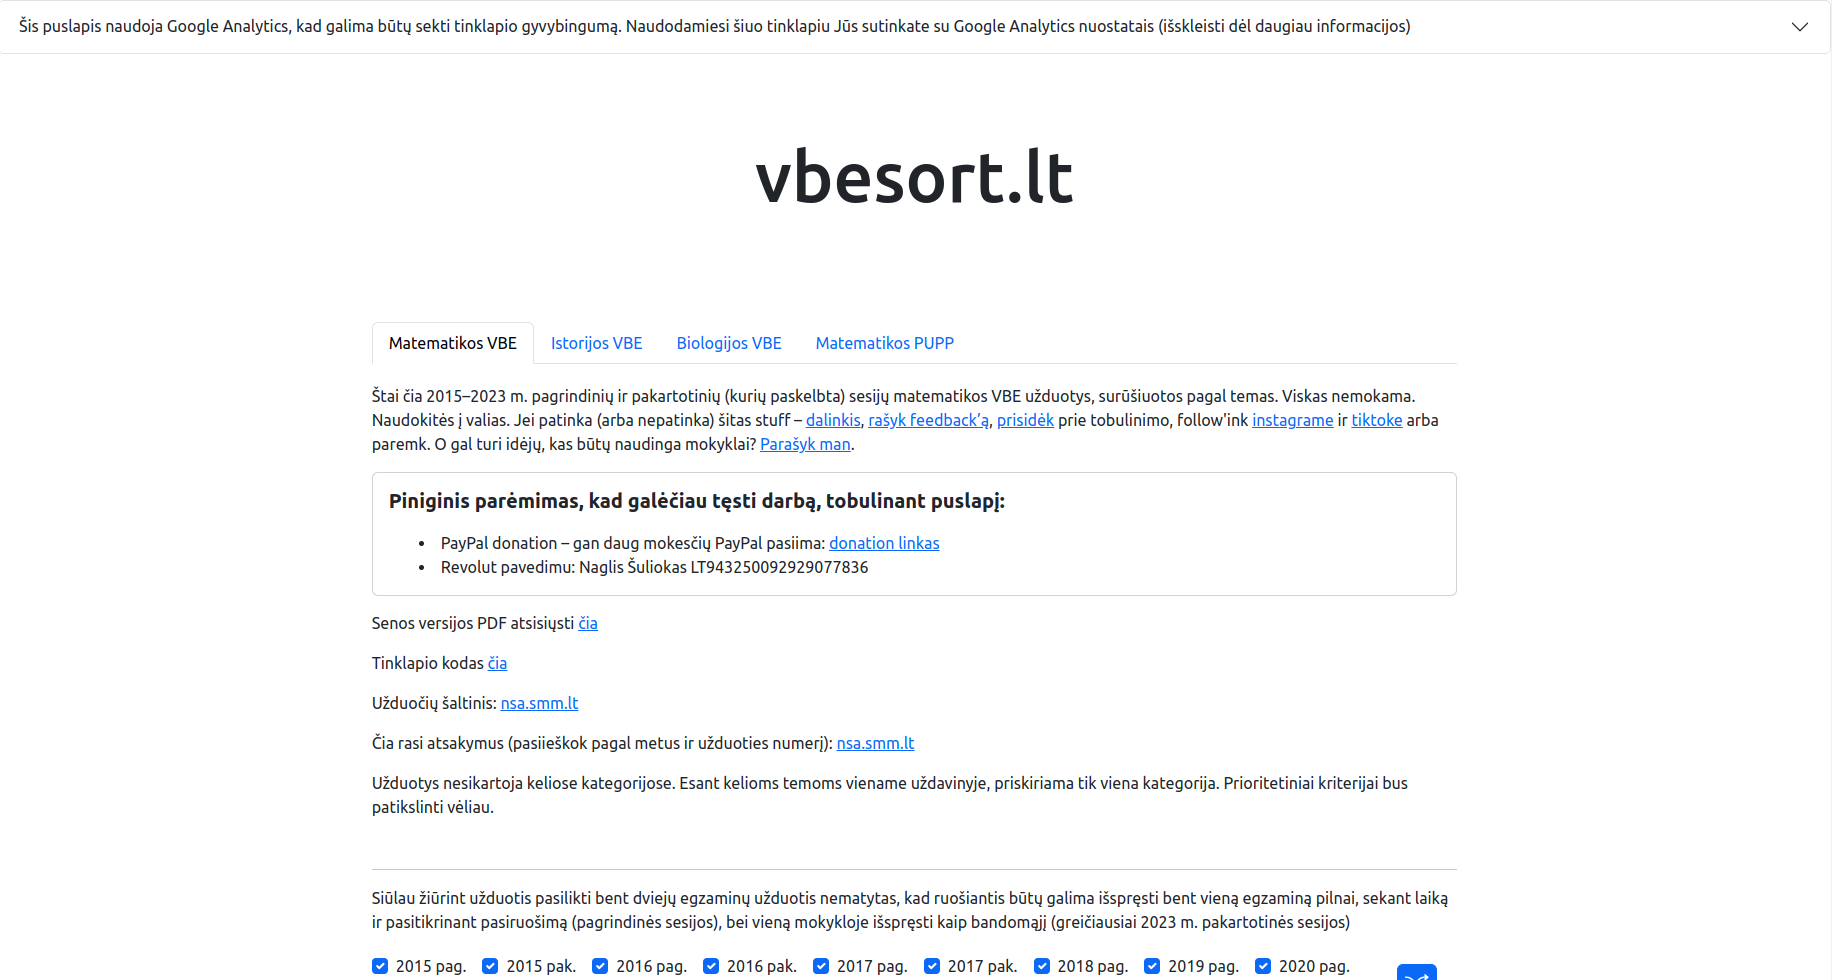 Šis puslapis naudoja Google Analytics, kad galima būtų sekti tinklapio gyvybingumą. Naudodamiesi šiuo tinklapiu Jūs sutinkate su Google Analytics nuostatais (išskleisti dėl daugiau informacijos)
vbesort.lt
Matematikos VBE Istorijos VBE Biologijos VBE Matematikos PUPP
Štai čia 2015–2023 m. pagrindinių ir pakartotinių (kurių paskelbta) sesijų matematikos VBE užduotys, surūšiuotos pagal temas. Viskas nemokama.
Naudokitės į valias. Jei patinka (arba nepatinka) šitas stuff – dalinkis, rašyk feedback’ą, prisidėk prie tobulinimo, follow'ink instagrame ir tiktoke arba
paremk. O gal turi idėjų, kas būtų naudinga mokyklai? Parašyk man.
Piniginis parėmimas, kad galėčiau tęsti darbą, tobulinant puslapį:
• PayPal donation – gan daug mokesčių PayPal pasiima: donation linkas
• Revolut pavedimu: Naglis Šuliokas LT943250092929077836
Senos versijos PDF atsisiųsti čia
Tinklapio kodas čia
Užduočių šaltinis: nsa.smm.lt
Čia rasi atsakymus (pasiieškok pagal metus ir užduoties numerį): nsa.smm.lt
Užduotys nesikartoja keliose kategorijose. Esant kelioms temoms viename uždavinyje, priskiriama tik viena kategorija. Prioritetiniai kriterijai bus
patikslinti vėliau.
Siūlau žiūrint užduotis pasilikti bent dviejų egzaminų užduotis nematytas, kad ruošiantis būtų galima išspręsti bent vieną egzaminą pilnai, sekant laiką
ir pasitikrinant pasiruošimą (pagrindinės sesijos), bei vieną mokykloje išspręsti kaip bandomąjį (greičiausiai 2023 m. pakartotinės sesijos)
2015 pag. 2015 pak. 2016 pag. 2016 pak. 2017 pag. 2017 pak. 2018 pag. 2019 pag. 2020 pag.